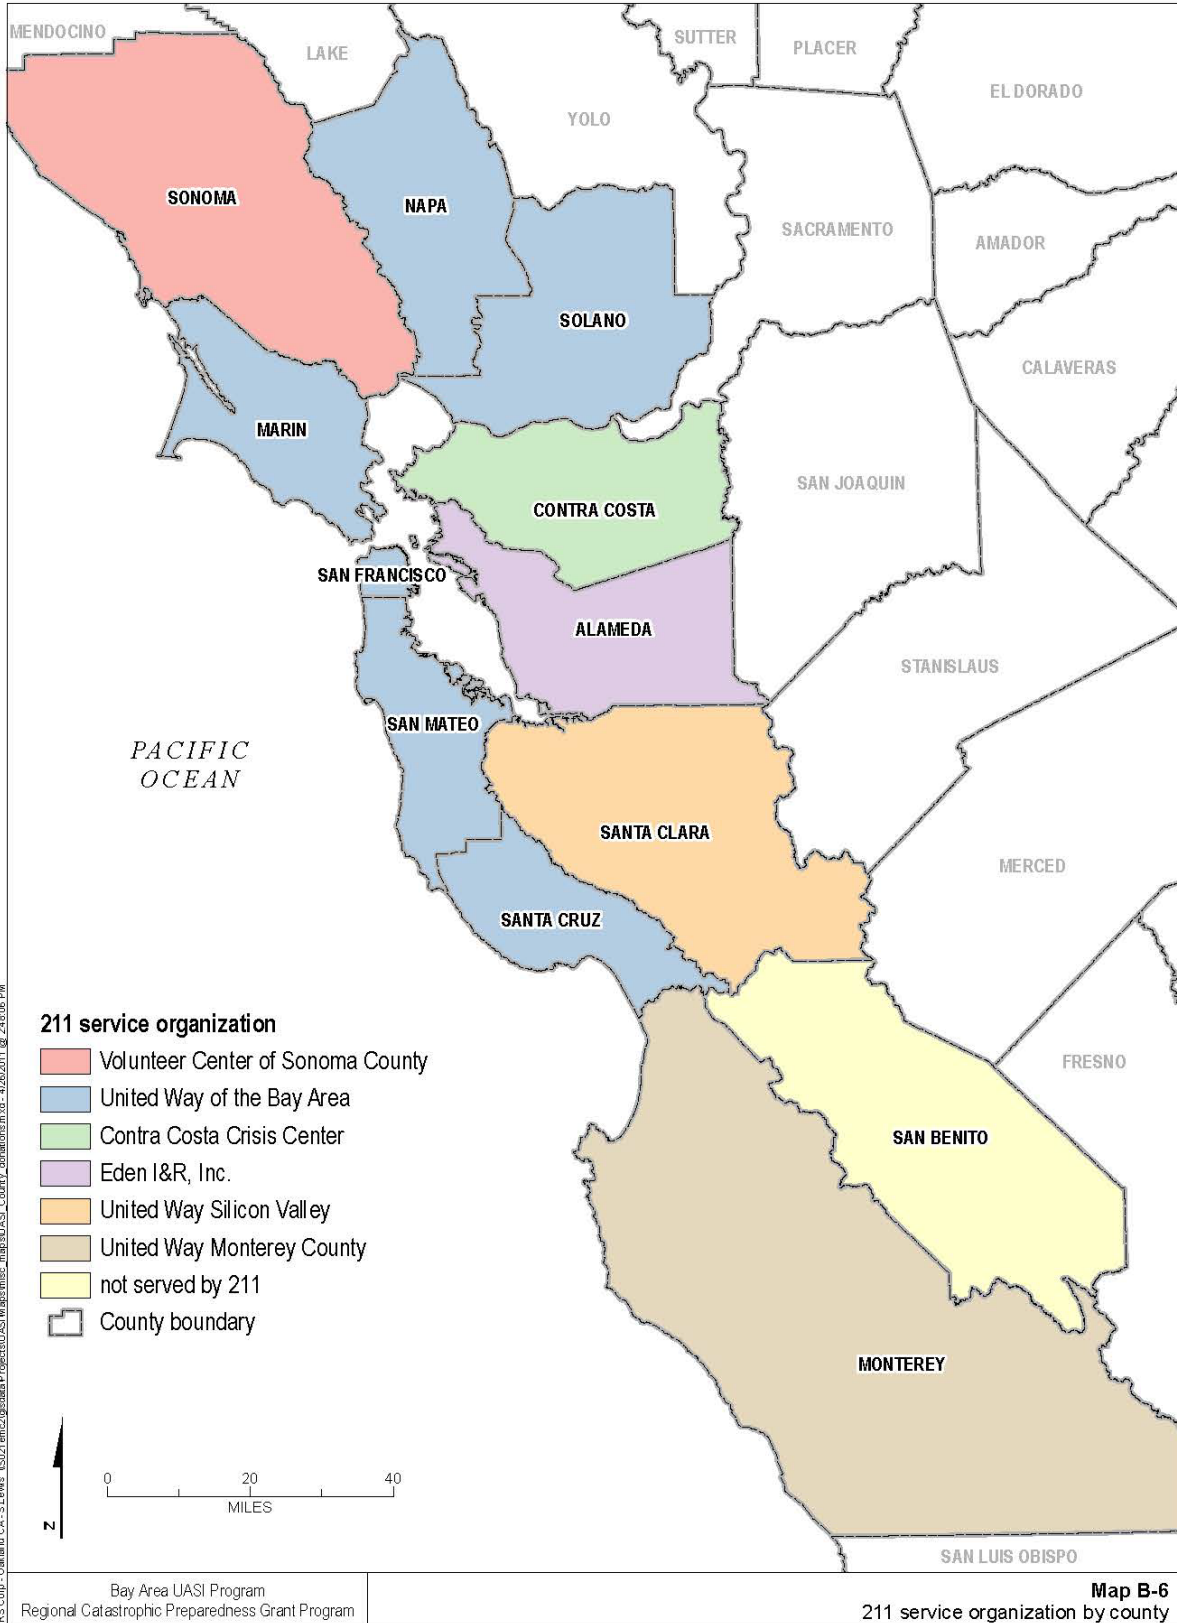 MENDOCINO
LAKE
SUTTER
PLACER
EL DORADO
YOLO
SONOMA
NAPA
SACRAMENTO
AMADOR
SOLANO
CALAVERAS
MARIN
SAN JOAQUIN
CONTRA COSTA
SAN FRANCISCO
ALAMEDA
STANISLAUS
SAN MATEO
PACIFIC
OCEAN
SANTA CLARA
MERCED
SANTA CRUZ
211 service organization
Volunteer Center of Sonoma County
United Way of the Bay Area
Contra Costa Crisis Center
Eden I&R, Inc.
United Way Silicon Valley
United Way Monterey County
not served by 211
County boundary
FRESNO
SAN BENITO
MONTEREY
0 20 40
MILES
N
SAN LUIS OBISPO
Bay Area UASI Program
Regional Catastrophic Preparedness Grant Program
Map B-6
211 service organization by county